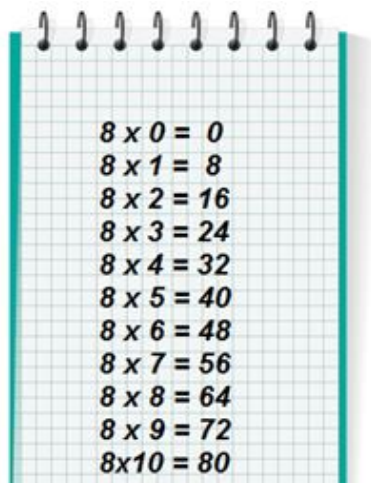 8 x 0 = 0
8 x 1 = 8
8 x 2 = 16
8 x 3 = 24
8 x 4 = 32
8 x 5 = 40
8 x 6 = 48
8 x 7 = 56
8 x 8 = 64
8 x 9 = 72
8x10 = 80